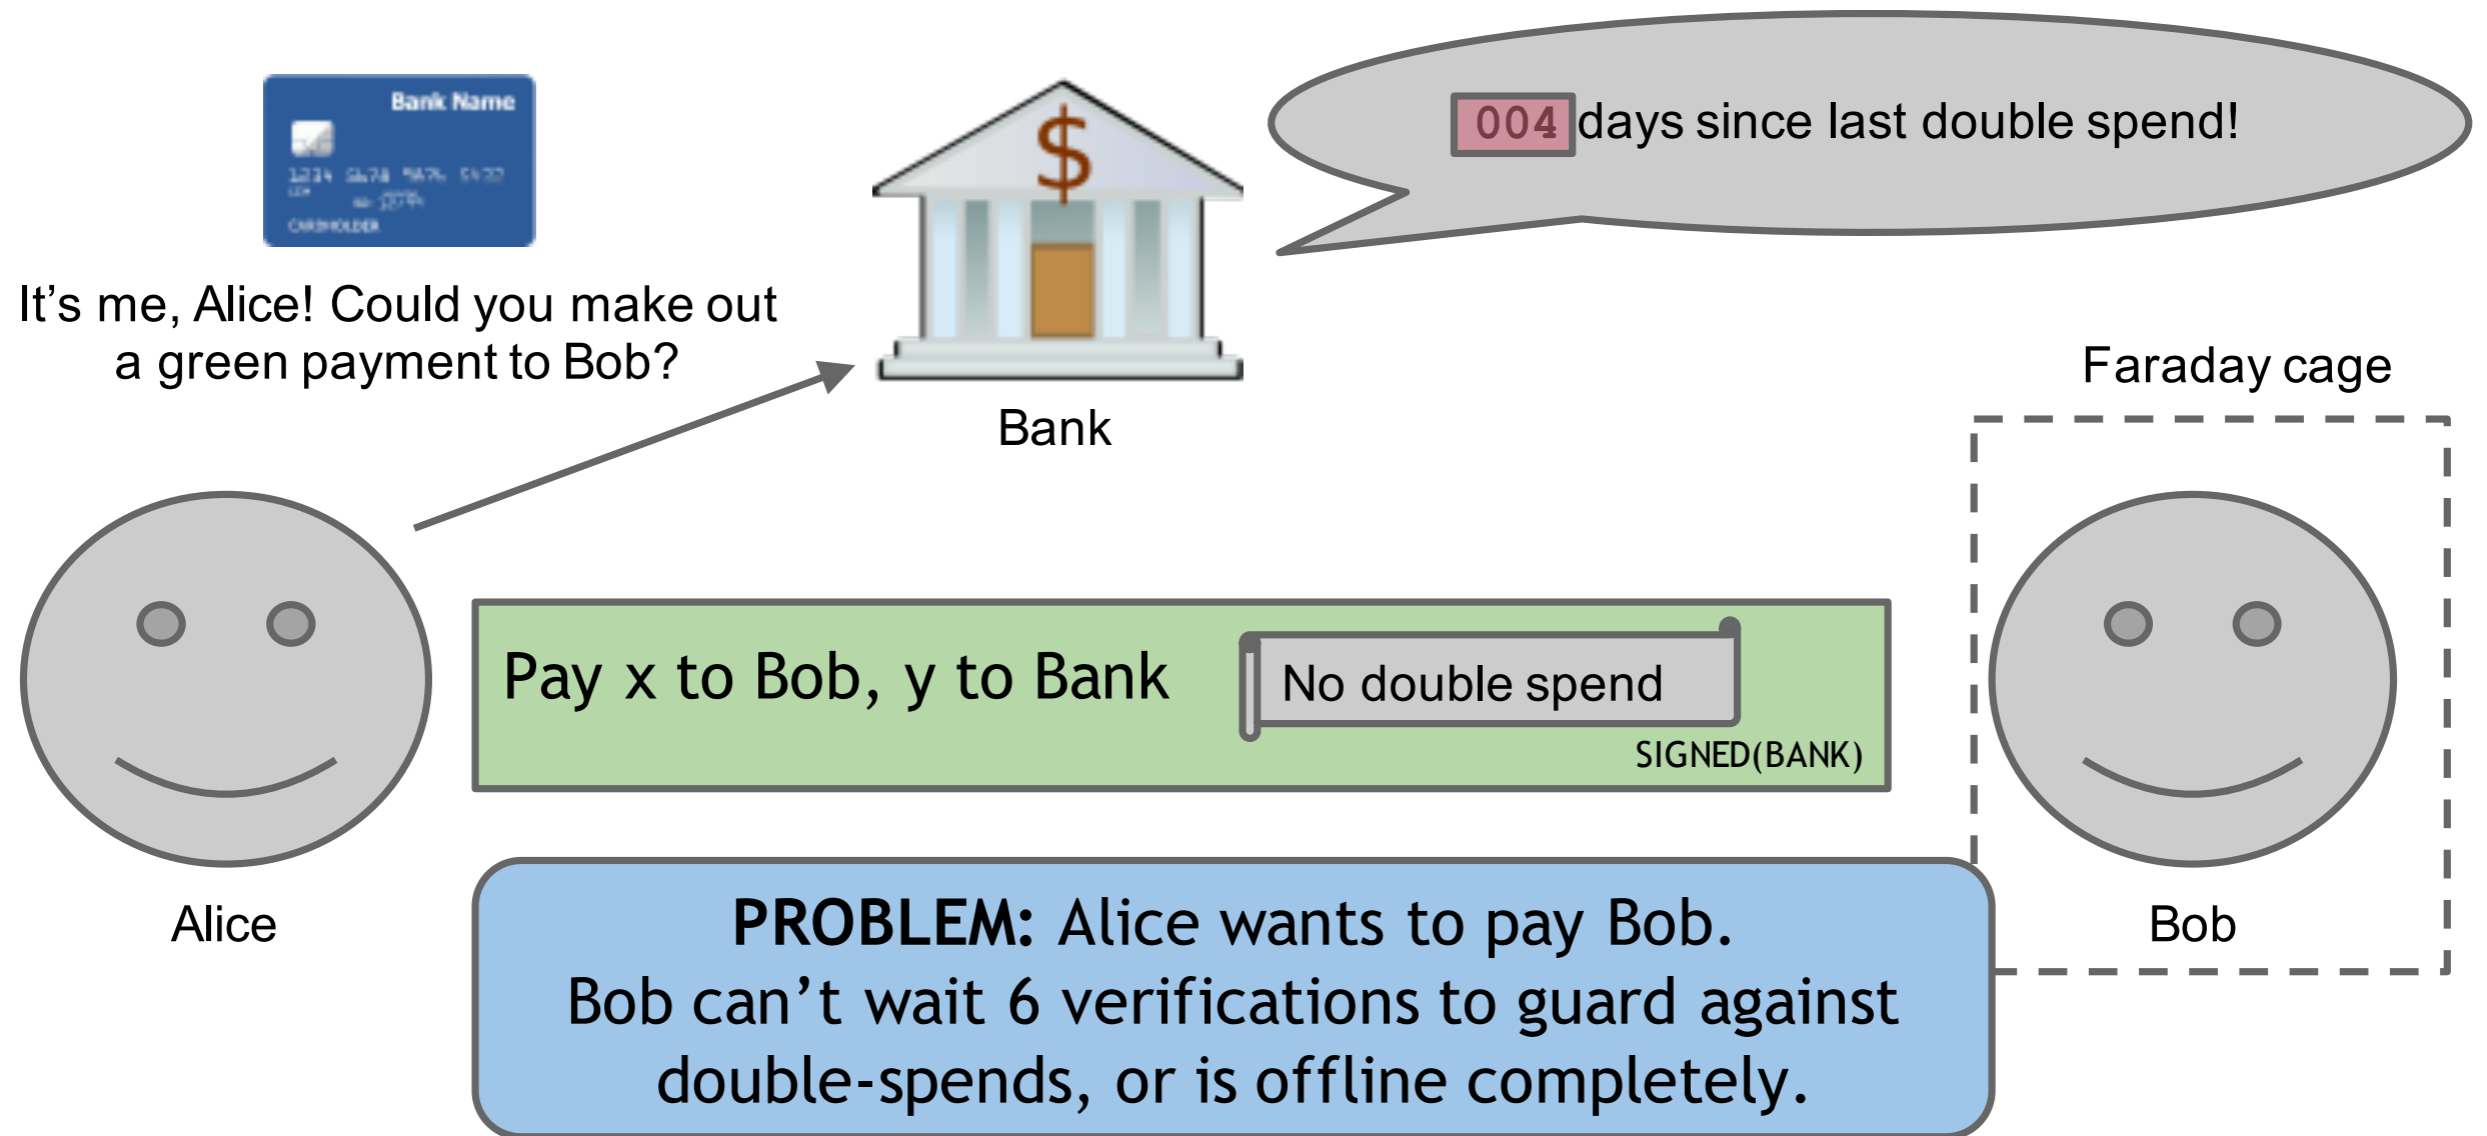 Bank Name
CARDHOLDER
004 days since last double spend!
It's me, Alice! Could you make out
a green payment to Bob?
Bank
Faraday cage
Pay x to Bob, y to Bank
No double spend
SIGNED(BANK)
Alice
Bob
PROBLEM: Alice wants to pay Bob.
Bob can't wait 6 verifications to guard against
double-spends, or is offline completely.